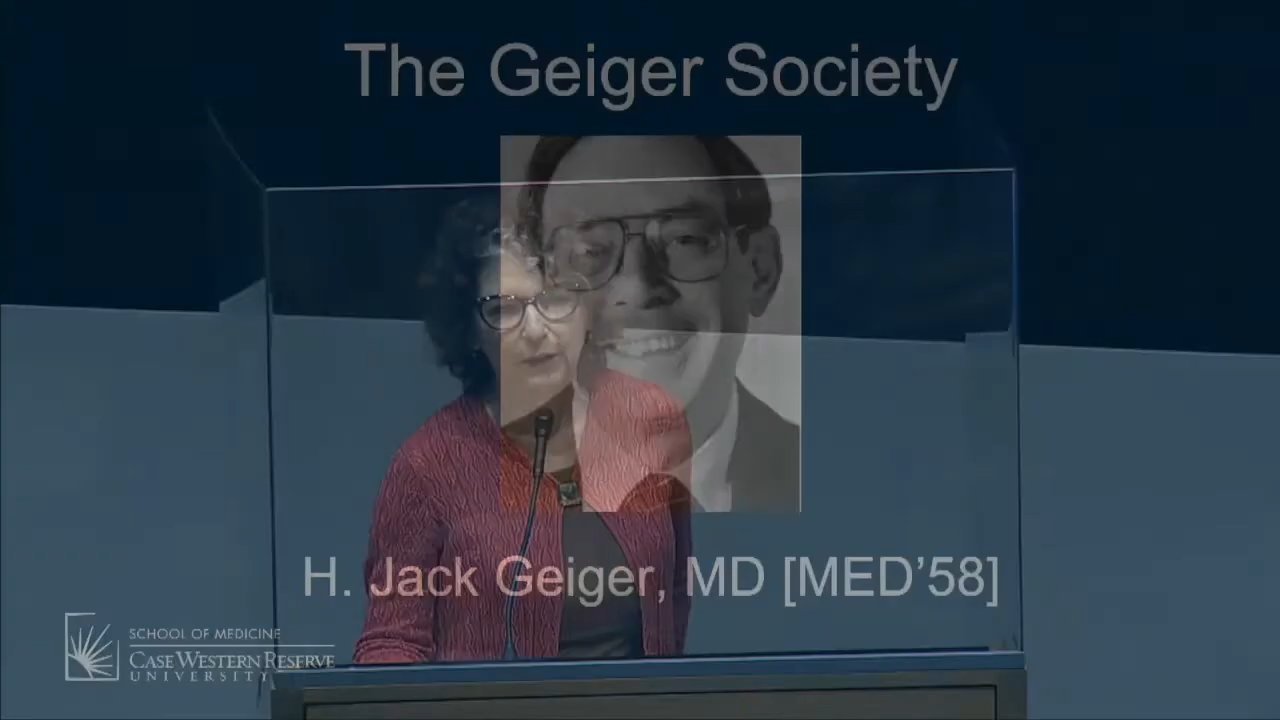 The Geiger Society
H. Jack Geiger, MD [MED’58]
SCHOOL OF MEDICINE
CASE WESTERN RESERVE
UNIVERSITY